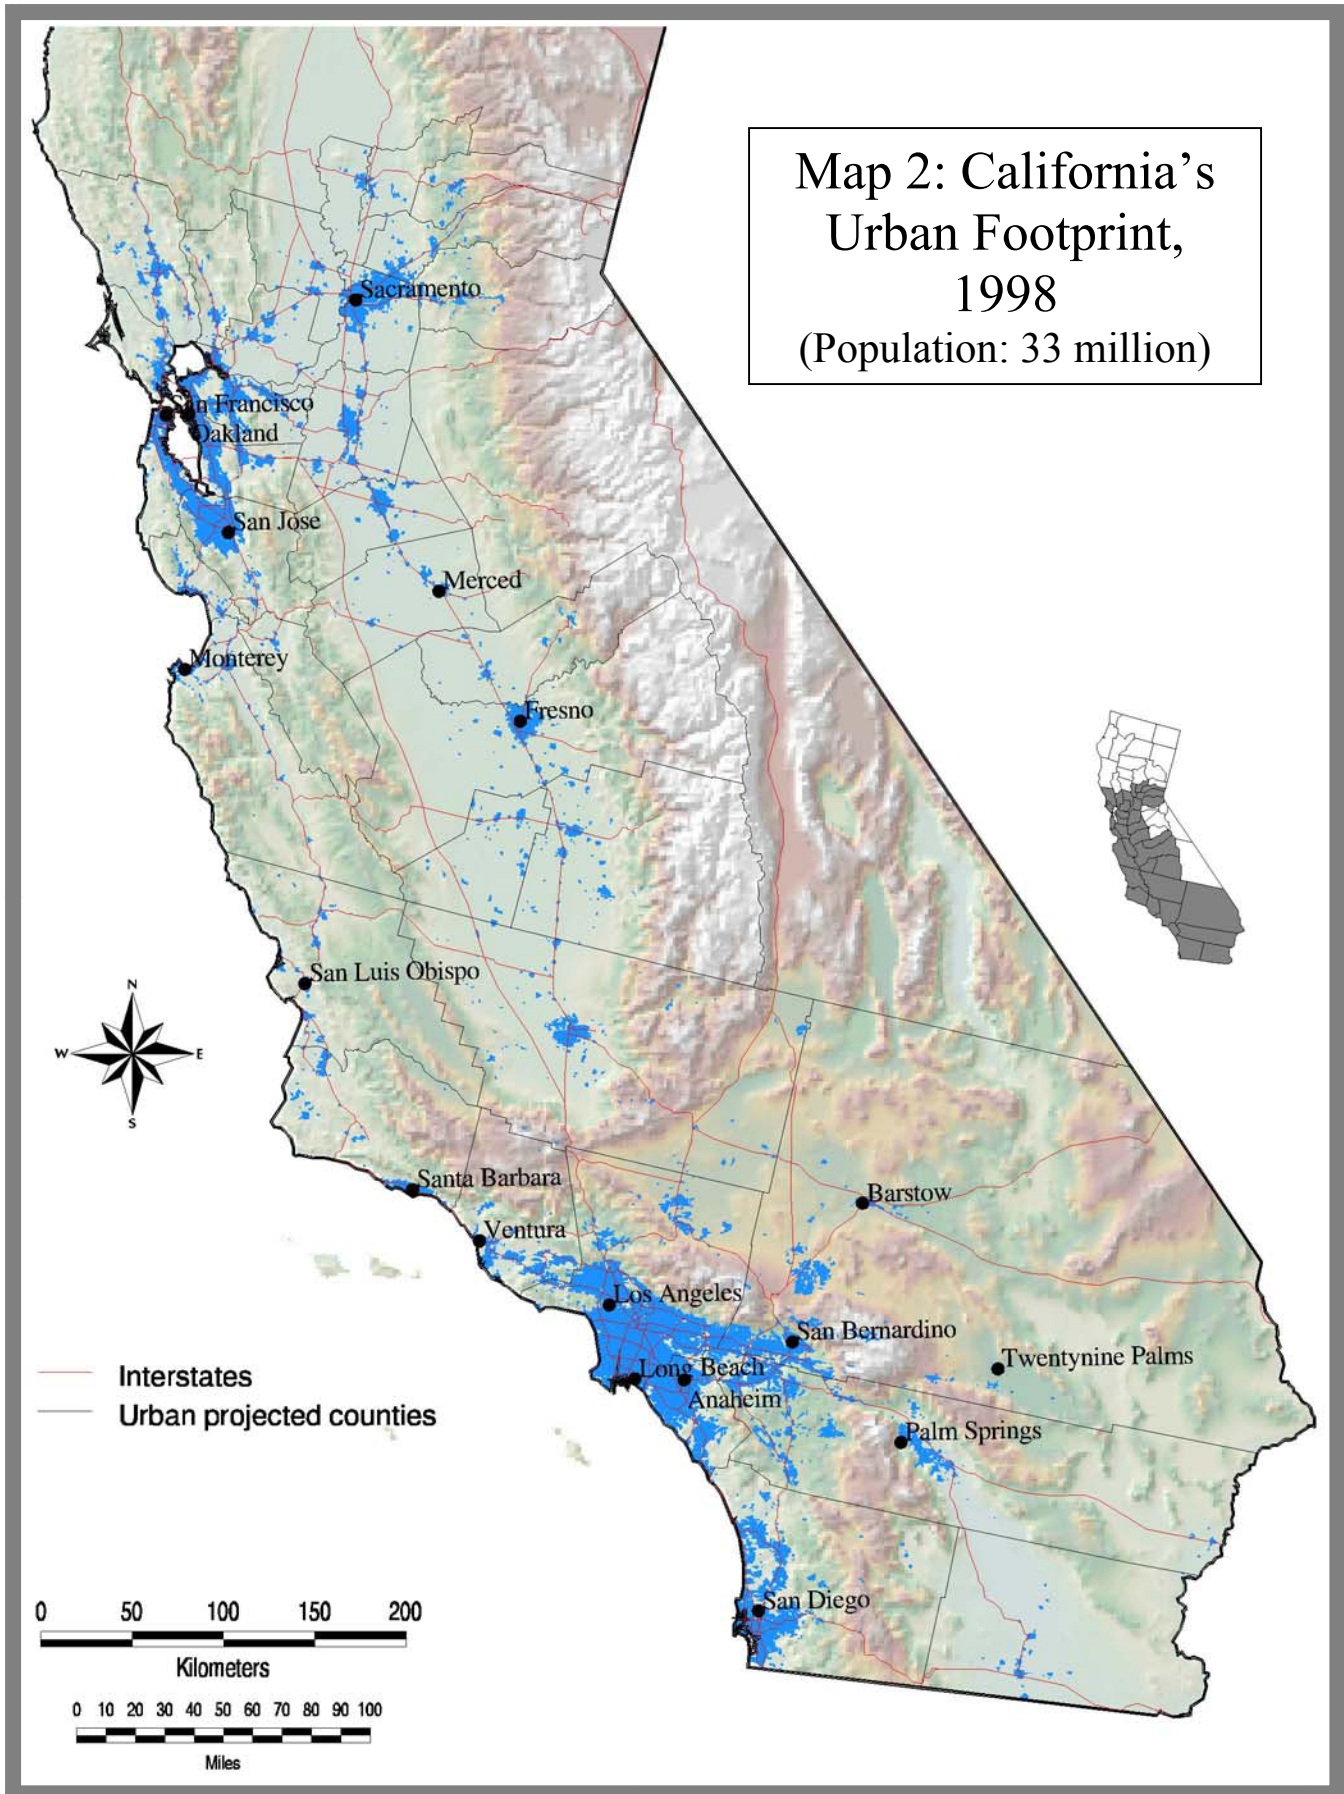 Map 2: California’s
Urban Footprint,
1998
(Population: 33 million)
Sacramento
San Francisco
Oakland
San Jose
Merced
Monterey
Fresno
San Luis Obispo
N
W
E
S
Santa Barbara
Barstow
Ventura
Los Angeles
San Bernardino
Twentynine Palms
Long Beach
Anaheim
Palm Springs
San Diego
Interstates
Urban projected counties
0 50 100 150 200
Kilometers
0 10 20 30 40 50 60 70 80 90 100
Miles